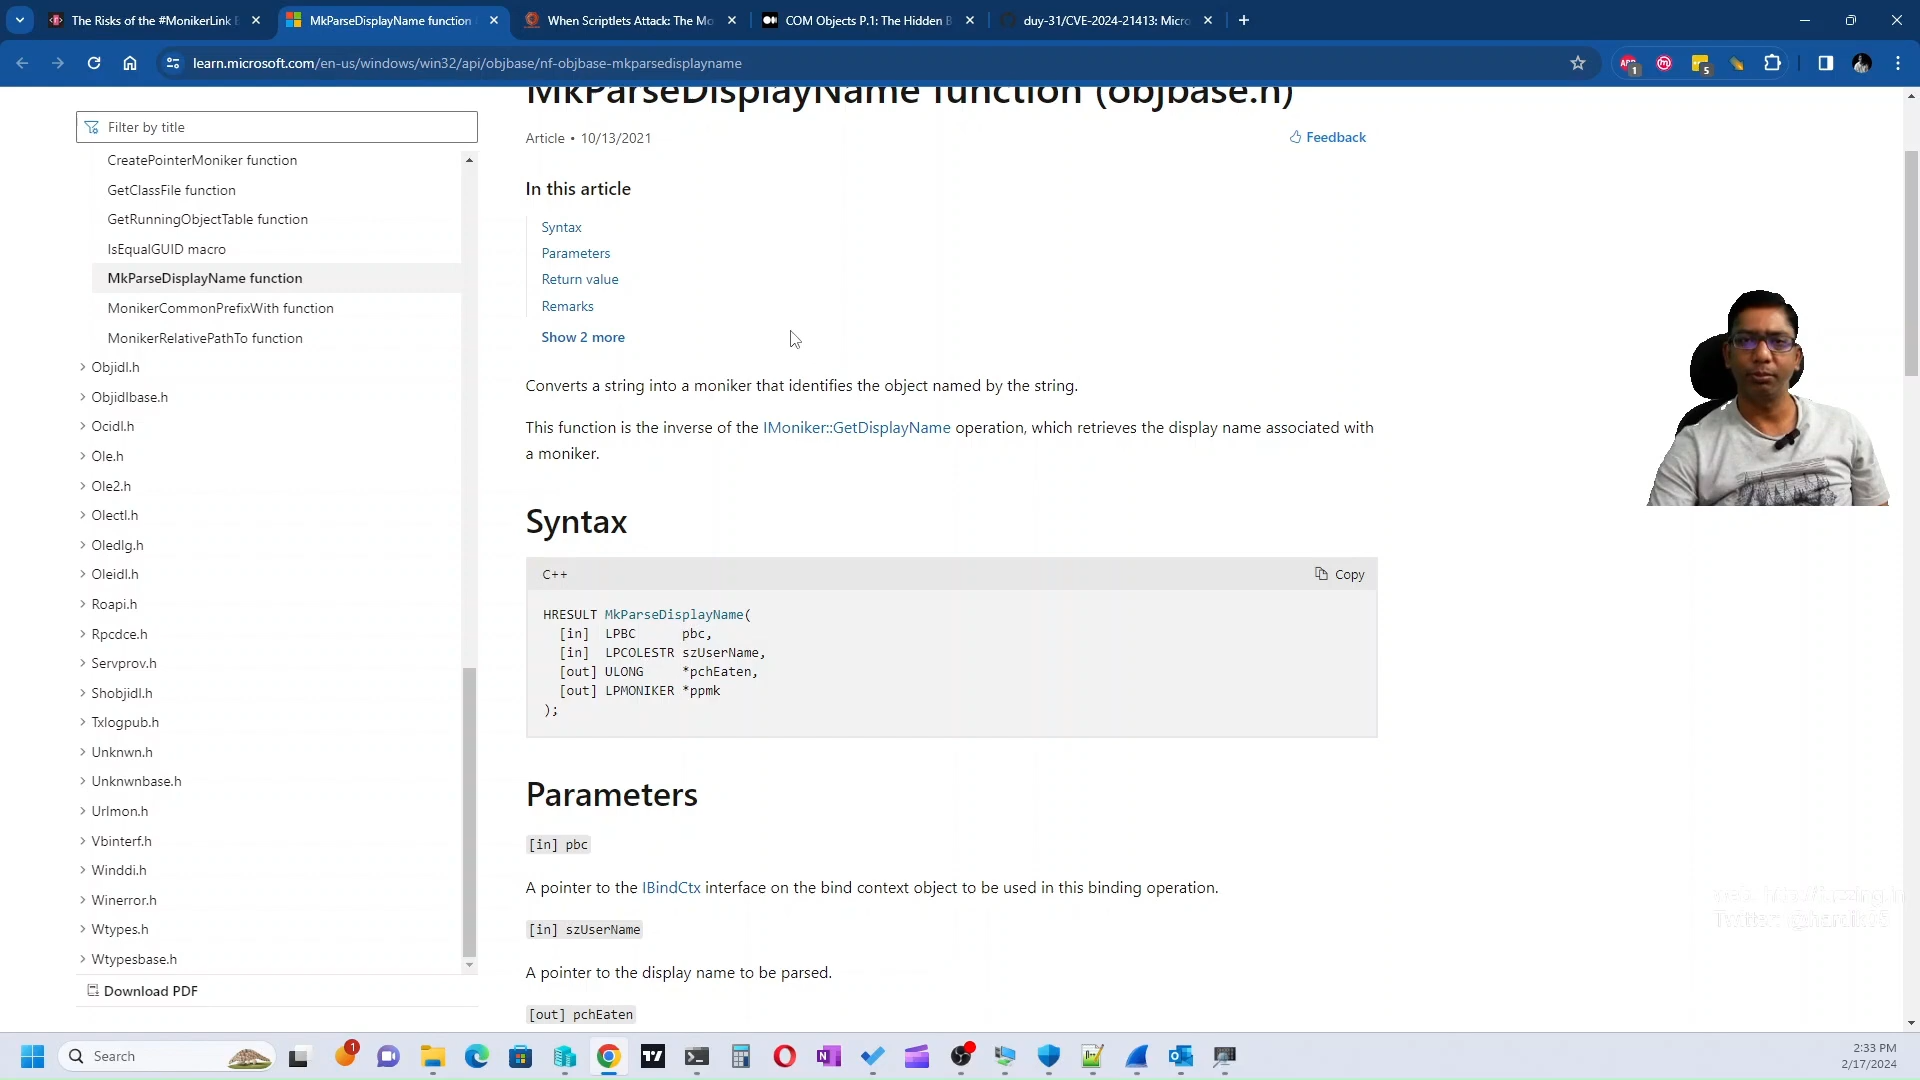 The Risks of the #MonikerLink
MkParseDisplayName function
When Scriptlets Attack: The Mo
COM Objects P.1: The Hidden B
duy-31/CVE-2024-21413: Micro
learn.microsoft.com/en-us/windows/win32/api/objbase/nf-objbase-mkparsedisplayname
1
5
Filter by title
CreatePointerMoniker function
GetClassFile function
GetRunningObjectTable function
IsEqualGUID macro
MkParseDisplayName function
MonikerCommonPrefixWith function
MonikerRelativePathTo function
Objidl.h
Objidlbase.h
Ocidl.h
Ole.h
Ole2.h
Olectl.h
Oledlg.h
Oleidl.h
Roapi.h
Rpcdce.h
Servprov.h
Shobjidl.h
Txlogpub.h
Unknwn.h
Unknwnbase.h
Urlmon.h
Vbinterf.h
Winddi.h
Winerror.h
Wtypes.h
Wtypesbase.h
Download PDF
MkParseDisplayName function (objbase.h)
Article • 10/13/2021
Feedback
In this article
Syntax
Parameters
Return value
Remarks
Show 2 more
Converts a string into a moniker that identifies the object named by the string.
This function is the inverse of the IMoniker::GetDisplayName operation, which retrieves the display name associated with
a moniker.
Syntax
C++
Copy
HRESULT MkParseDisplayName(
[in] LPBC pbc,
[in] LPCOLESTR szUserName,
[out] ULONG *pchEaten,
[out] LPMONIKER *ppmk
);
Parameters
[in] pbc
A pointer to the IBindCtx interface on the bind context object to be used in this binding operation.
[in] szUserName
A pointer to the display name to be parsed.
[out] pchEaten
Search
1
2:33 PM
2/17/2024